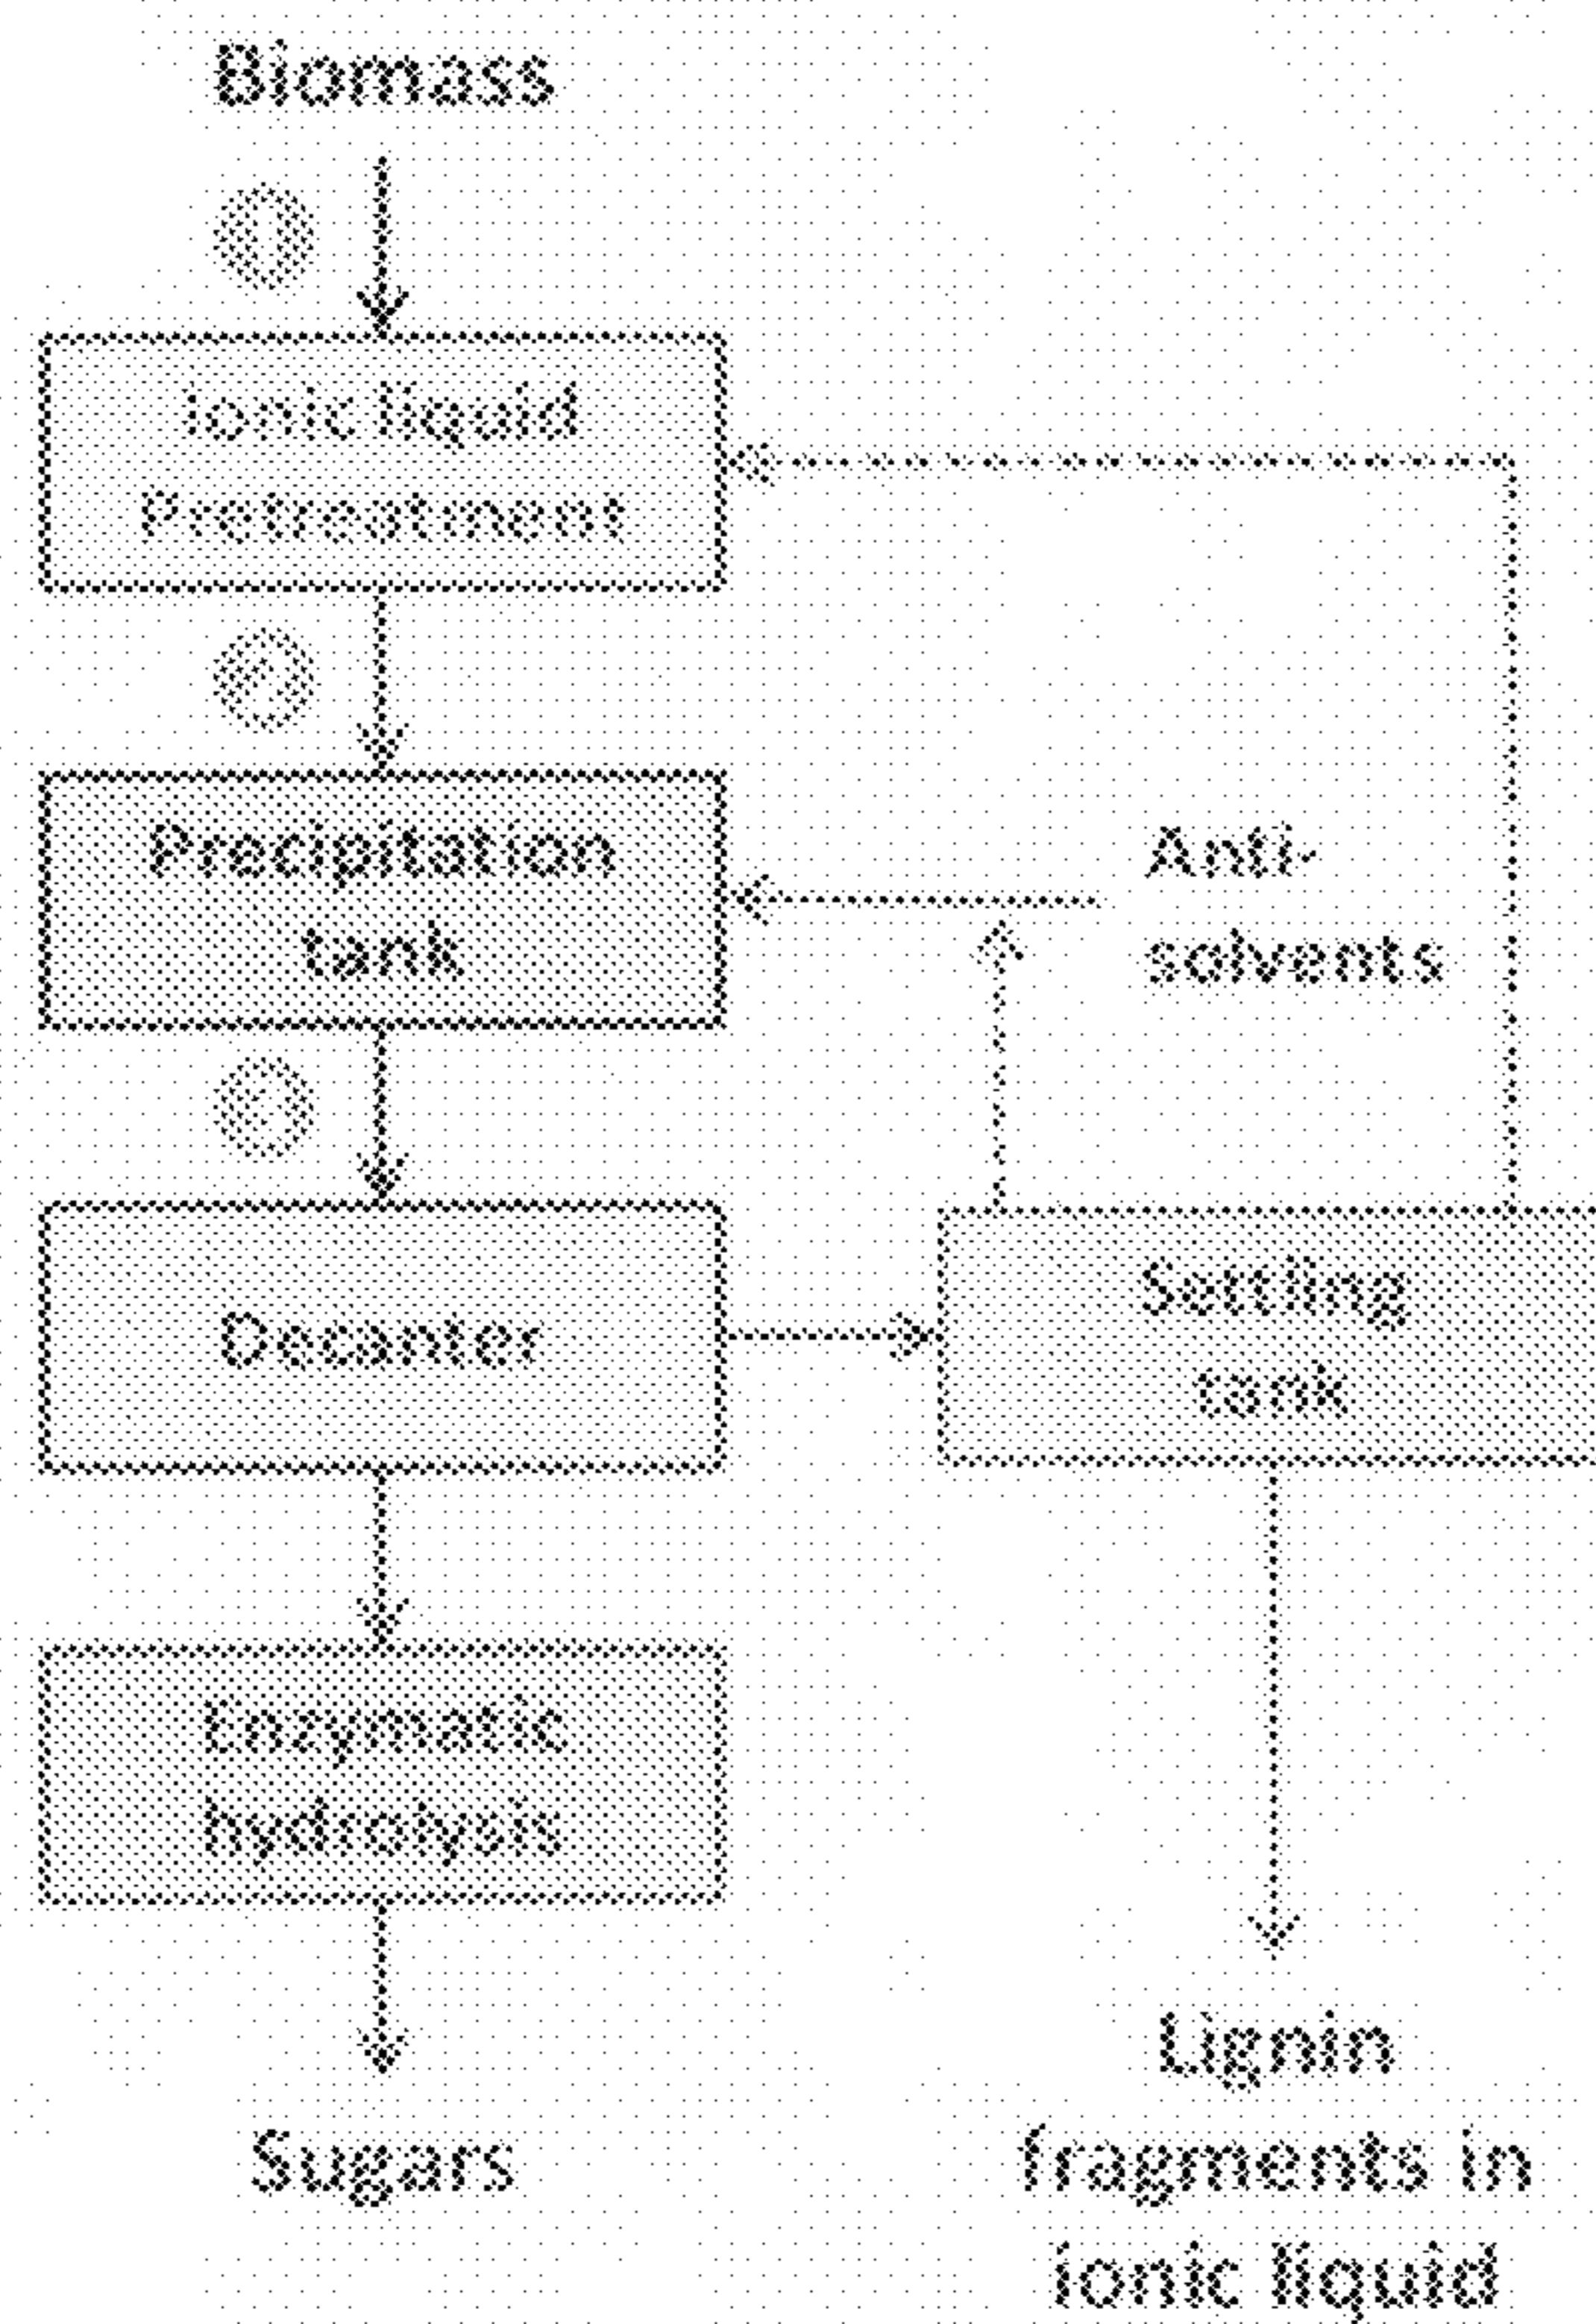 Biomass
Ionic liquid
Pretreatment
Precipitation
tank
Anti-
solvents
Decanter
Settling
tank
Enzymatic
hydrolysis
Sugars
Lignin
fragments in
ionic liquid